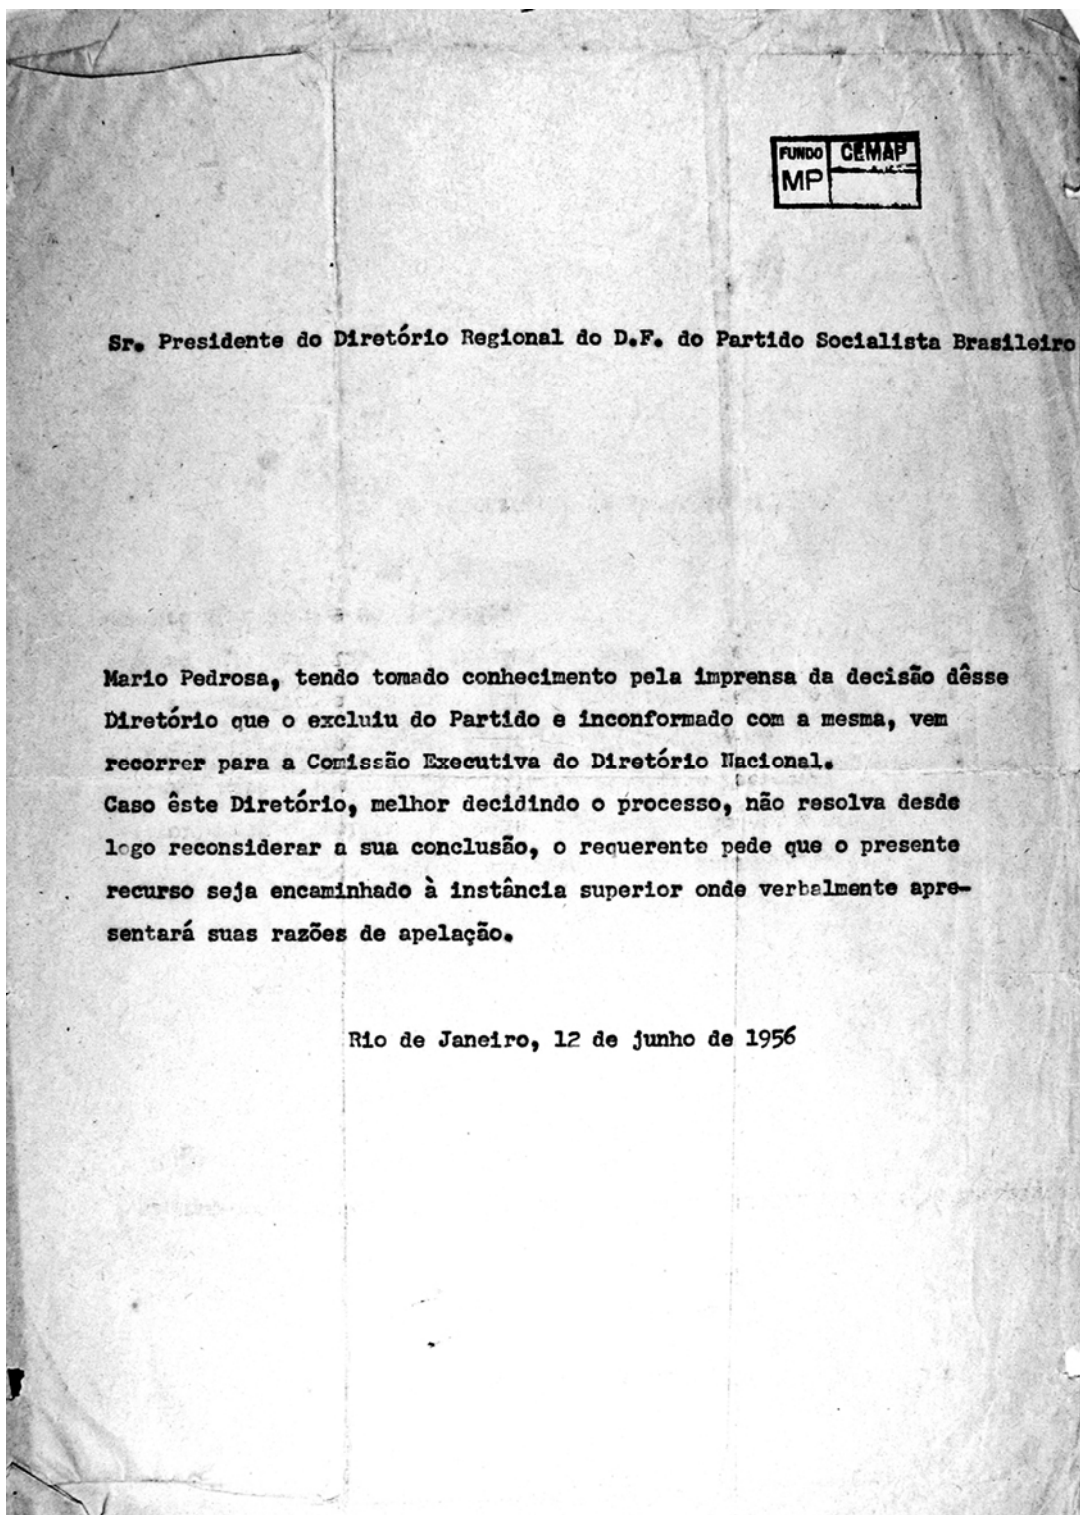 FUNDO CEMAP
MP
Sr. Presidente do Diretório Regional do D.F. do Partido Socialista Brasileiro
Mario Pedrosa, tendo tomado conhecimento pela imprensa da decisão dêsse
Diretório que o excluiu do Partido e inconformado com a mesma, vem
recorrer para a Comissão Executiva do Diretório Nacional.
Caso êste Diretório, melhor decidindo o processo, não resolva desde
logo reconsiderar a sua conclusão, o requerente pede que o presente
recurso seja encaminhado à instância superior onde verbalmente apre-
sentará suas razões de apelação.
Rio de Janeiro, 12 de junho de 1956